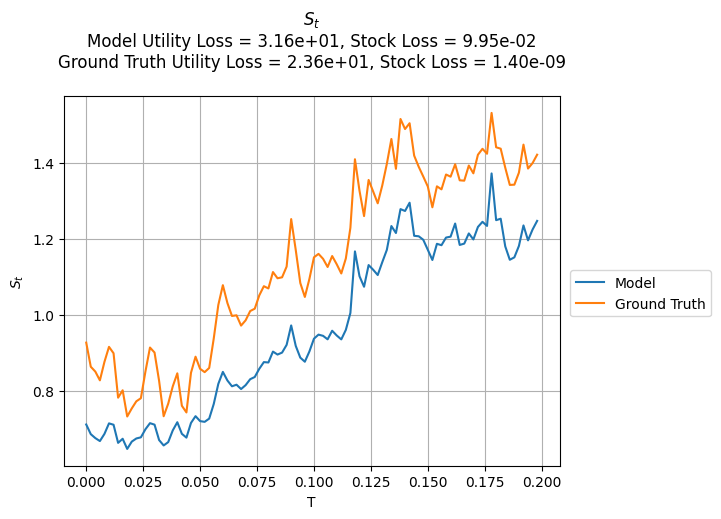 S_t
Model Utility Loss = 3.16e+01, Stock Loss = 9.95e-02
Ground Truth Utility Loss = 2.36e+01, Stock Loss = 1.40e-09
1.4
1.2
1.0
0.8
S_t
0.000 0.025 0.050 0.075 0.100 0.125 0.150 0.175 0.200
T
Model
Ground Truth